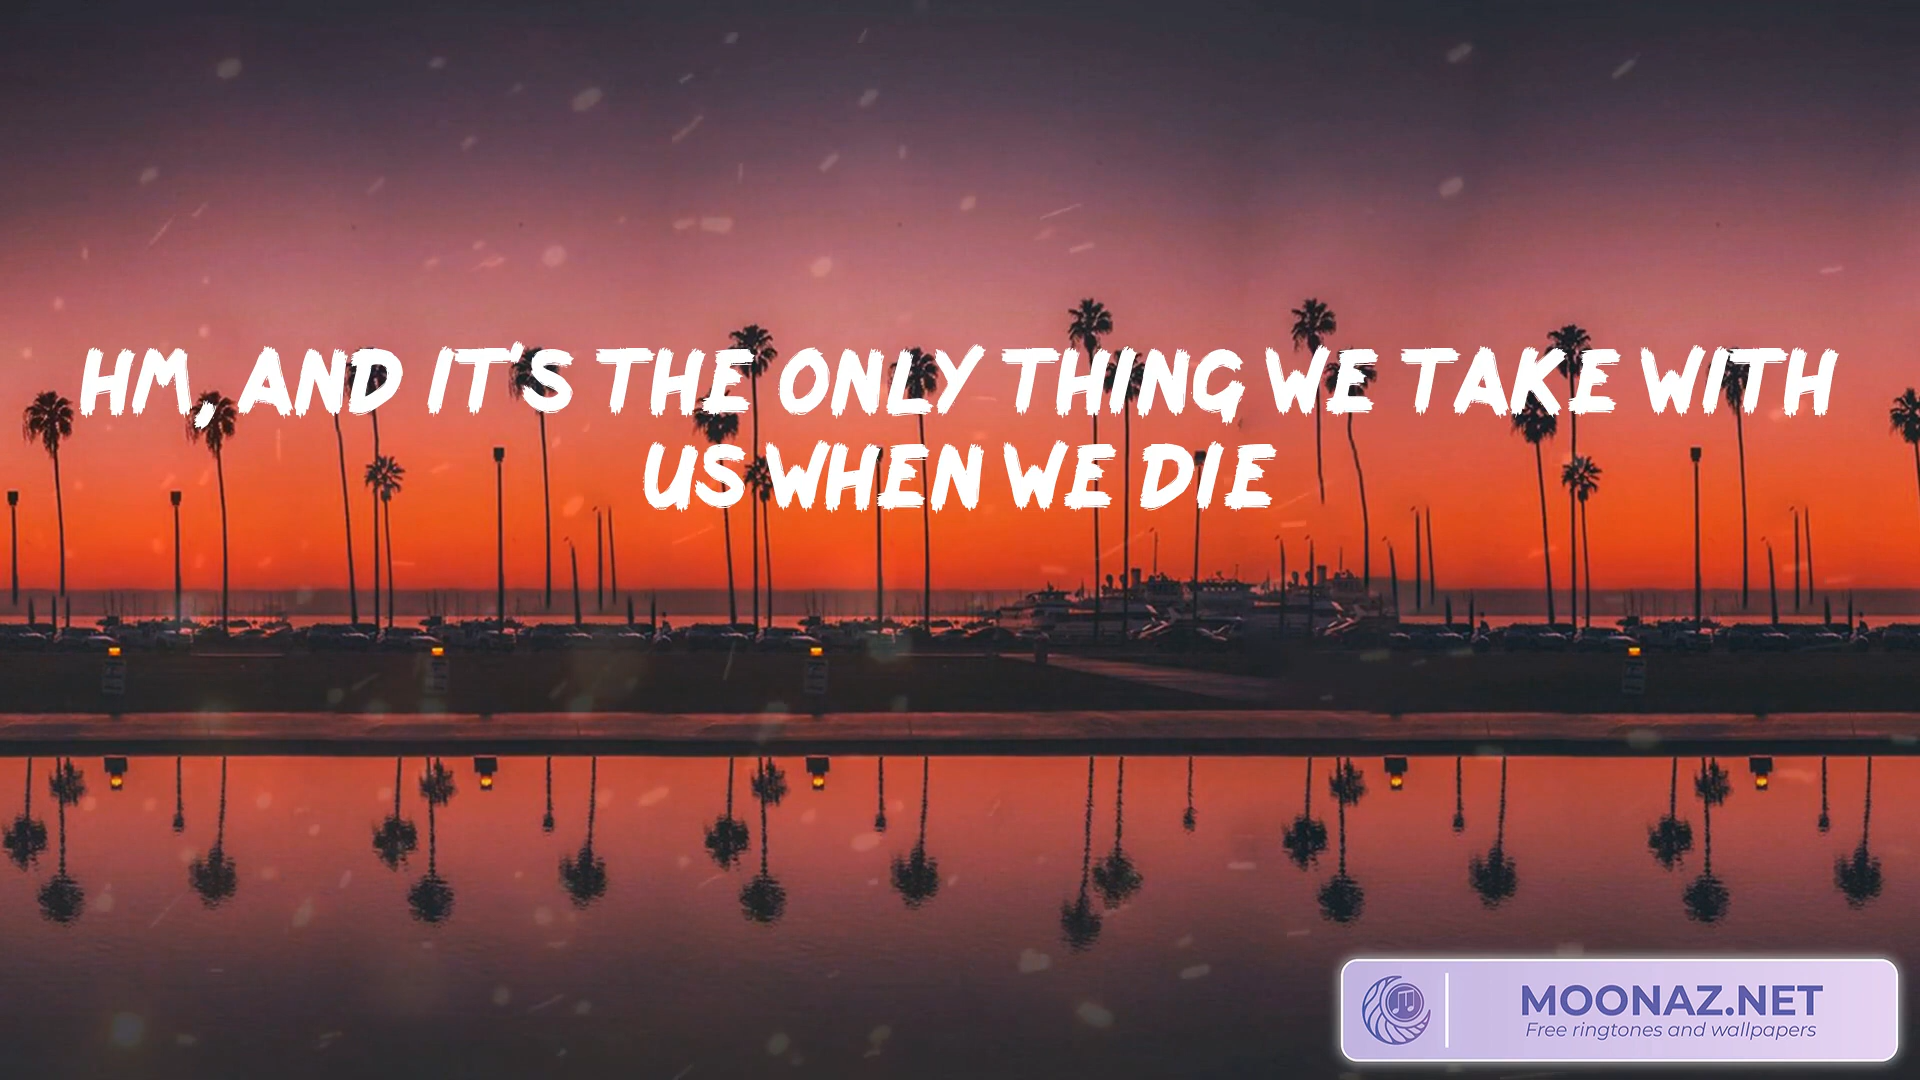 HM, AND IT'S THE ONLY THING WE TAKE WITH
US WHEN WE DIE
MOONAZ.NET
Free ringtones and wallpapers